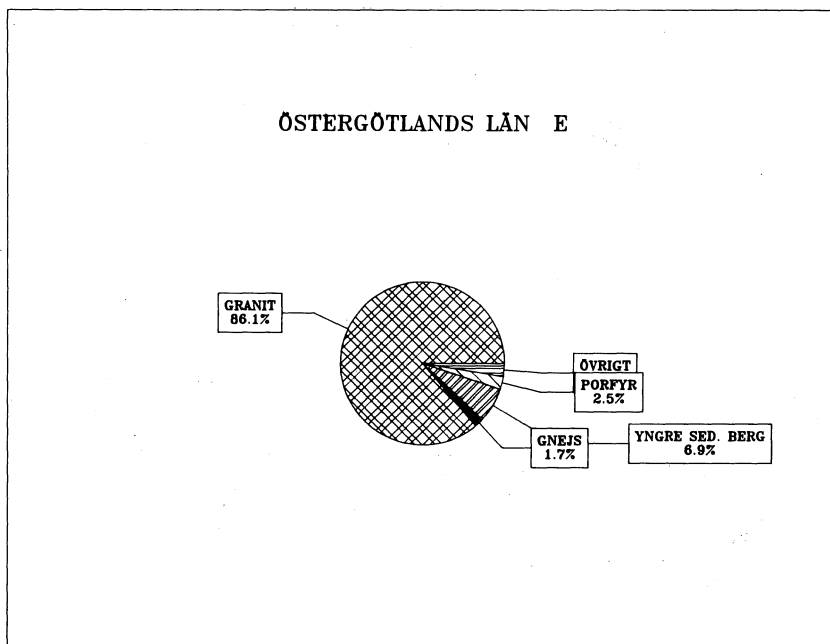 ÖSTERGÖTLANDS LÄN E
GRANIT
86.1%
ÖVRIGT
PORFYR
2.5%
GNEJS
1.7%
YNGRE SED. BERG
6.9%